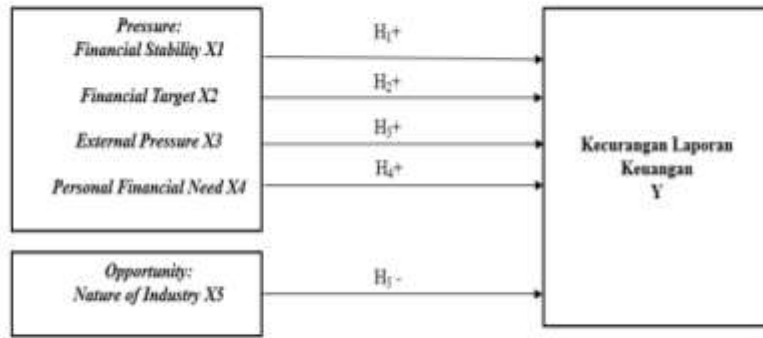 Pressure:
Financial Stability X1
Financial Target X2
External Pressure X3
Personal Financial Need X4
H₁+
H₂+
H₃+
H₄+
Kecurangan Laporan
Keuangan
Y
Opportunity:
Nature of Industry X5
H₅ -